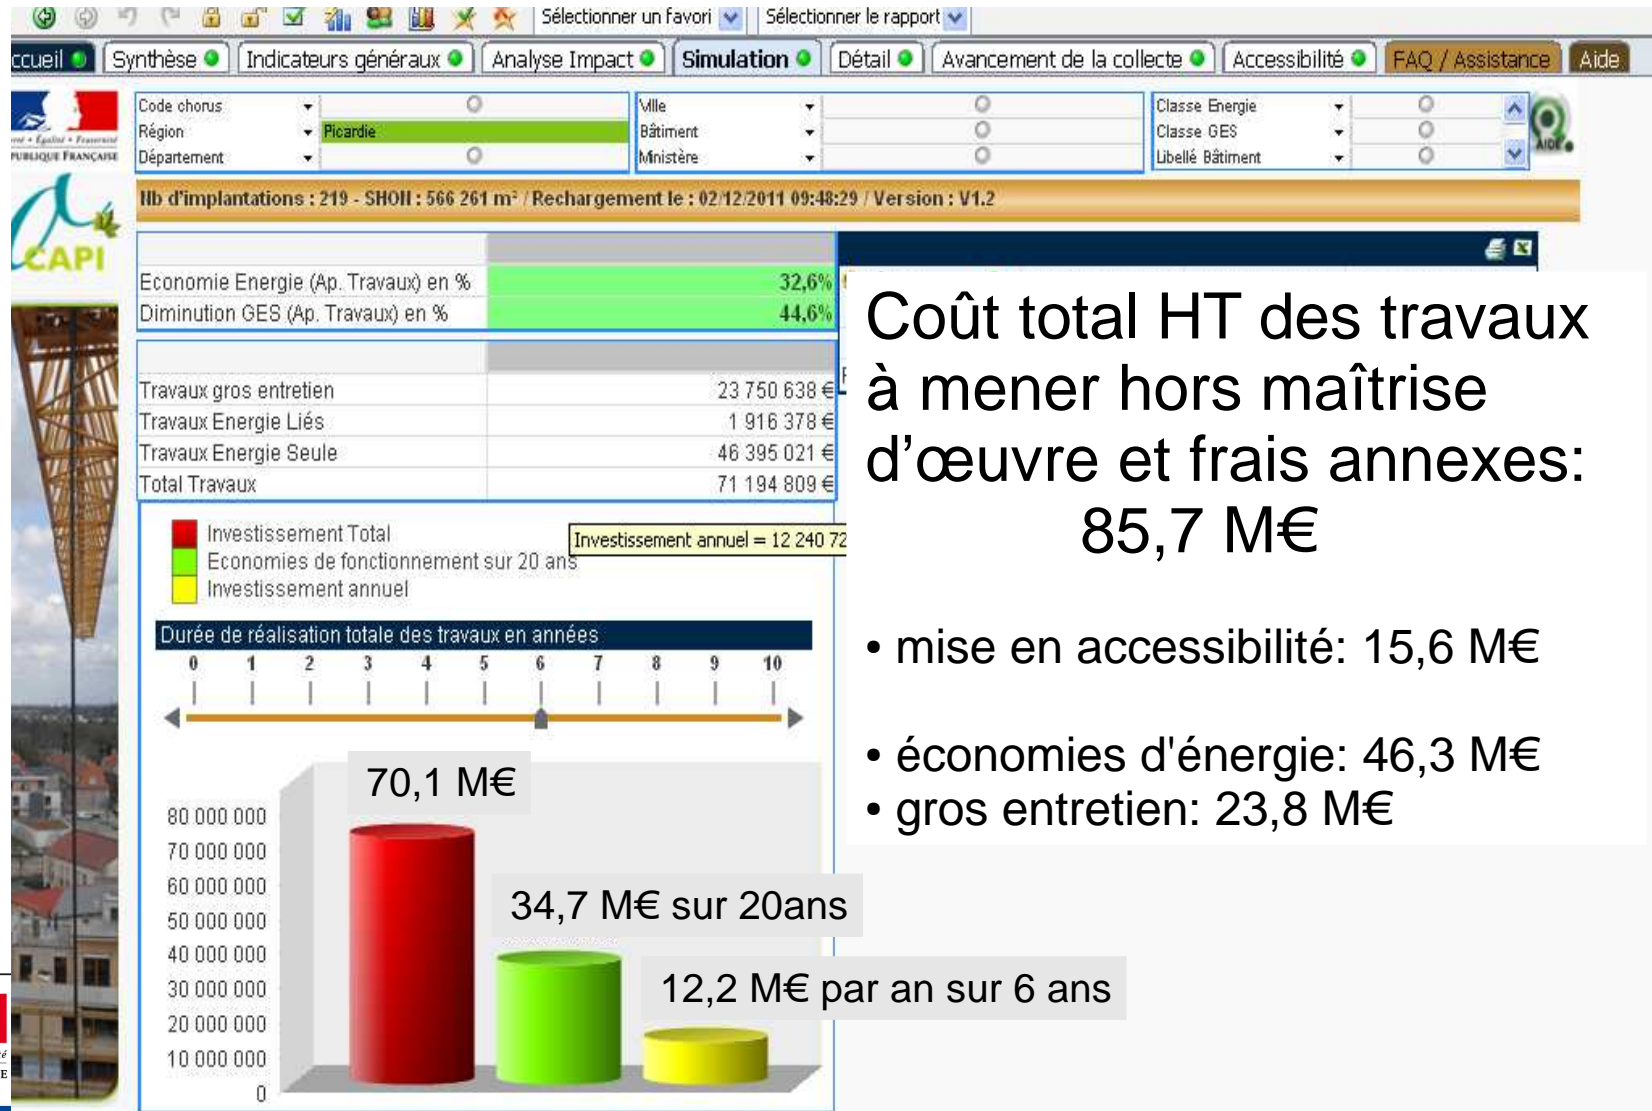 Sélectionner un favori Sélectionner le rapport
ccueil Synthèse Indicateurs généraux Analyse Impact Simulation Détail Avancement de la collecte Accessibilité FAQ / Assistance Aide
Code chorus Ville Classe Energie
Région Picardie Bâtiment Classe GES
Département Ministère Libellé Bâtiment
AIDE
Égalité • Fraternité
PUBLIQUE FRANÇAISE
CAPI
Nb d'implantations : 219 - SHON : 566 261 m² / Rechargement le : 02/12/2011 09:48:29 / Version : V1.2
Economie Energie (Ap. Travaux) en % 32,6%
Diminution GES (Ap. Travaux) en % 44,6%
Travaux gros entretien 23 750 638 €
Travaux Energie Liés 1 916 378 €
Travaux Energie Seule 46 395 021 €
Total Travaux 71 194 809 €
Investissement Total
Economies de fonctionnement sur 20 ans
Investissement annuel
Investissement annuel = 12 240 72
Durée de réalisation totale des travaux en années
0 1 2 3 4 5 6 7 8 9 10
70,1 M€
34,7 M€ sur 20ans
12,2 M€ par an sur 6 ans
80 000 000
70 000 000
60 000 000
50 000 000
40 000 000
30 000 000
20 000 000
10 000 000
0
Coût total HT des travaux
à mener hors maîtrise
d'œuvre et frais annexes:
85,7 M€
• mise en accessibilité: 15,6 M€
• économies d'énergie: 46,3 M€
• gros entretien: 23,8 M€